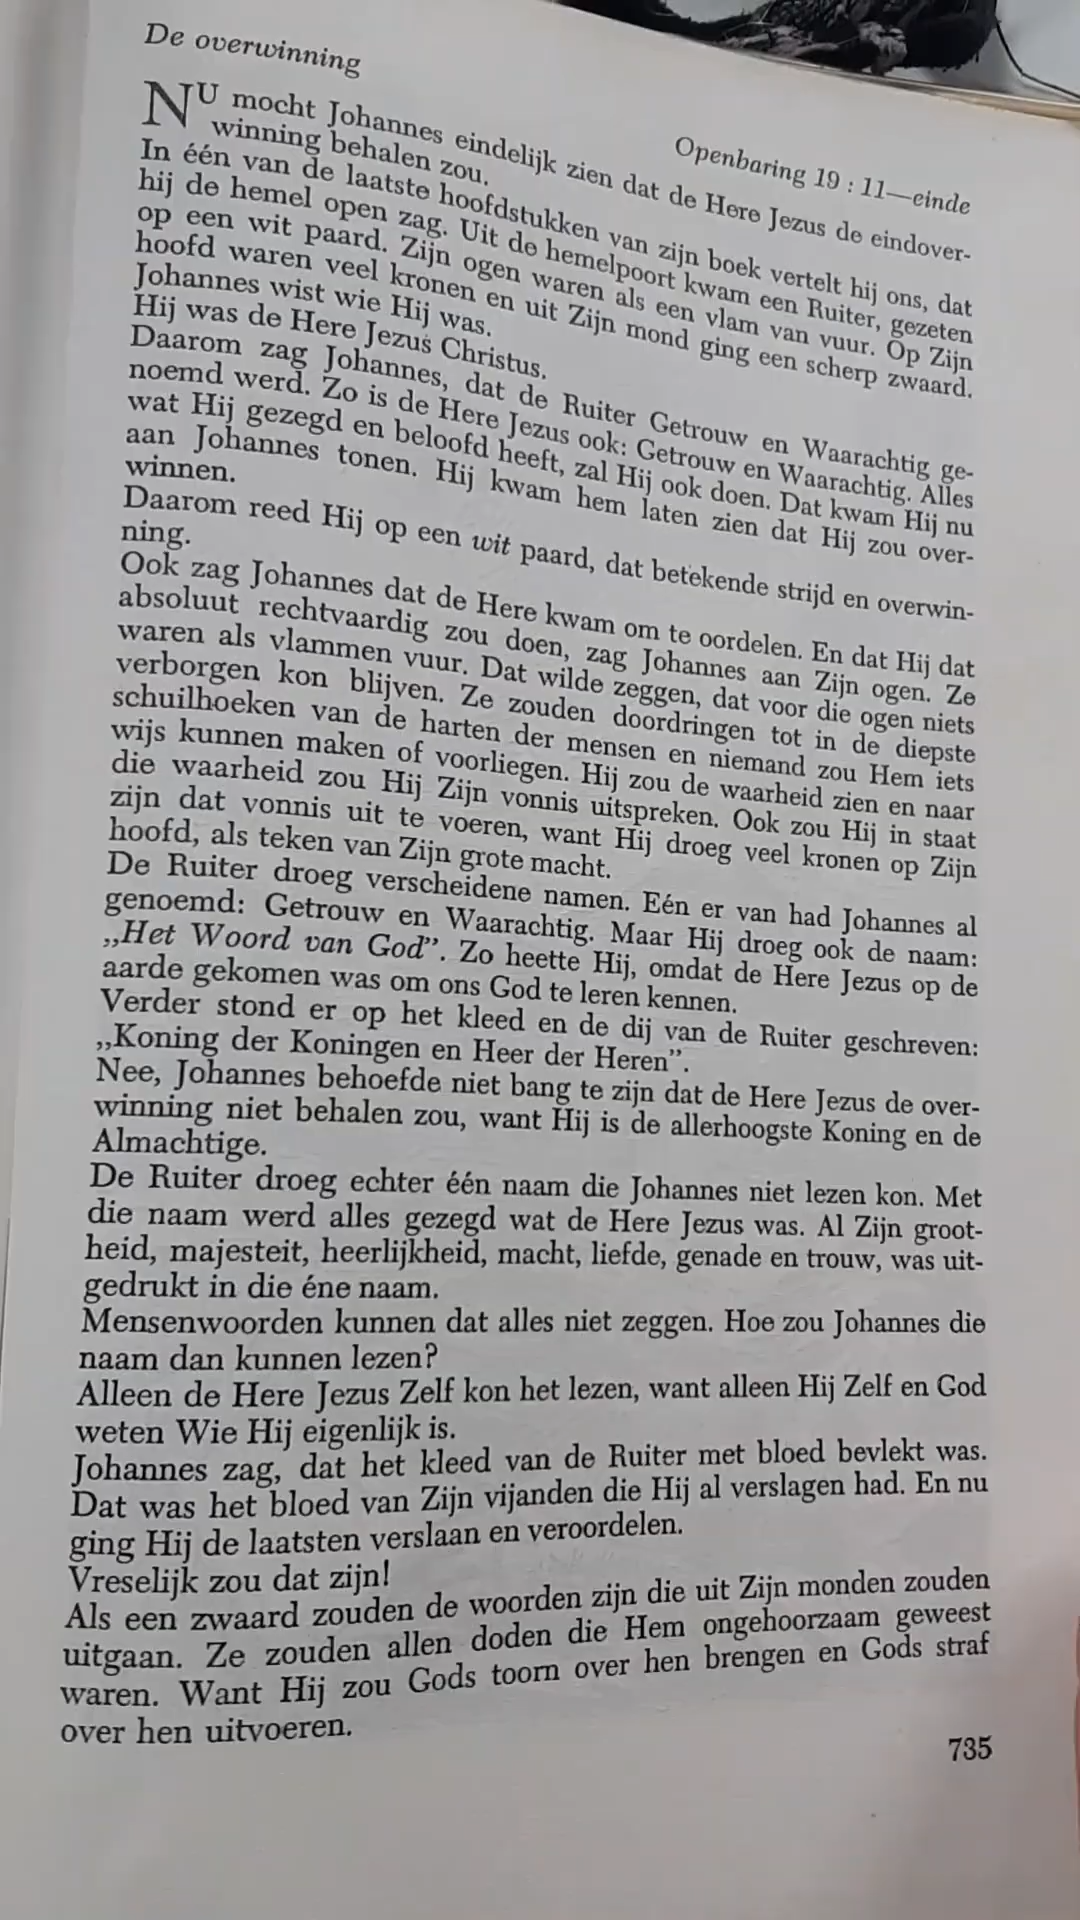 De overwinning
Openbaring 19 : 11—einde
NU mocht Johannes eindelijk zien dat de Here Jezus de eindover-
winning behalen zou.
In één van de laatste hoofdstukken van zijn boek vertelt hij ons, dat
hij de hemel open zag. Uit de hemelpoort kwam een Ruiter, gezeten
op een wit paard. Zijn ogen waren als een vlam van vuur. Op Zijn
hoofd waren veel kronen en uit Zijn mond ging een scherp zwaard.
Johannes wist wie Hij was.
Hij was de Here Jezus Christus.
Daarom zag Johannes, dat de Ruiter Getrouw en Waarachtig ge-
noemd werd. Zo is de Here Jezus ook: Getrouw en Waarachtig. Alles
wat Hij gezegd en beloofd heeft, zal Hij ook doen. Dat kwam Hij nu
aan Johannes tonen. Hij kwam hem laten zien dat Hij zou over-
winnen.
Daarom reed Hij op een wit paard, dat betekende strijd en overwin-
ning.
Ook zag Johannes dat de Here kwam om te oordelen. En dat Hij dat
absoluut rechtvaardig zou doen, zag Johannes aan Zijn ogen. Ze
waren als vlammen vuur. Dat wilde zeggen, dat voor die ogen niets
verborgen kon blijven. Ze zouden doordringen tot in de diepste
schuilhoeken van de harten der mensen en niemand zou Hem iets
wijs kunnen maken of voorliegen. Hij zou de waarheid zien en naar
die waarheid zou Hij Zijn vonnis uitspreken. Ook zou Hij in staat
zijn dat vonnis uit te voeren, want Hij droeg veel kronen op Zijn
hoofd, als teken van Zijn grote macht.
De Ruiter droeg verscheidene namen. Eén er van had Johannes al
genoemd: Getrouw en Waarachtig. Maar Hij droeg ook de naam:
„Het Woord van God”. Zo heette Hij, omdat de Here Jezus op de
aarde gekomen was om ons God te leren kennen.
Verder stond er op het kleed en de dij van de Ruiter geschreven:
„Koning der Koningen en Heer der Heren”.
Nee, Johannes behoefde niet bang te zijn dat de Here Jezus de over-
winning niet behalen zou, want Hij is de allerhoogste Koning en de
Almachtige.
De Ruiter droeg echter één naam die Johannes niet lezen kon. Met
die naam werd alles gezegd wat de Here Jezus was. Al Zijn groot-
heid, majesteit, heerlijkheid, macht, liefde, genade en trouw, was uit-
gedrukt in die éne naam.
Mensenwoorden kunnen dat alles niet zeggen. Hoe zou Johannes die
naam dan kunnen lezen?
Alleen de Here Jezus Zelf kon het lezen, want alleen Hij Zelf en God
weten Wie Hij eigenlijk is.
Johannes zag, dat het kleed van de Ruiter met bloed bevlekt was.
Dat was het bloed van Zijn vijanden die Hij al verslagen had. En nu
ging Hij de laatsten verslaan en veroordelen.
Vreselijk zou dat zijn!
Als een zwaard zouden de woorden zijn die uit Zijn monden zouden
uitgaan. Ze zouden allen doden die Hem ongehoorzaam geweest
waren. Want Hij zou Gods toorn over hen brengen en Gods straf
over hen uitvoeren.
735